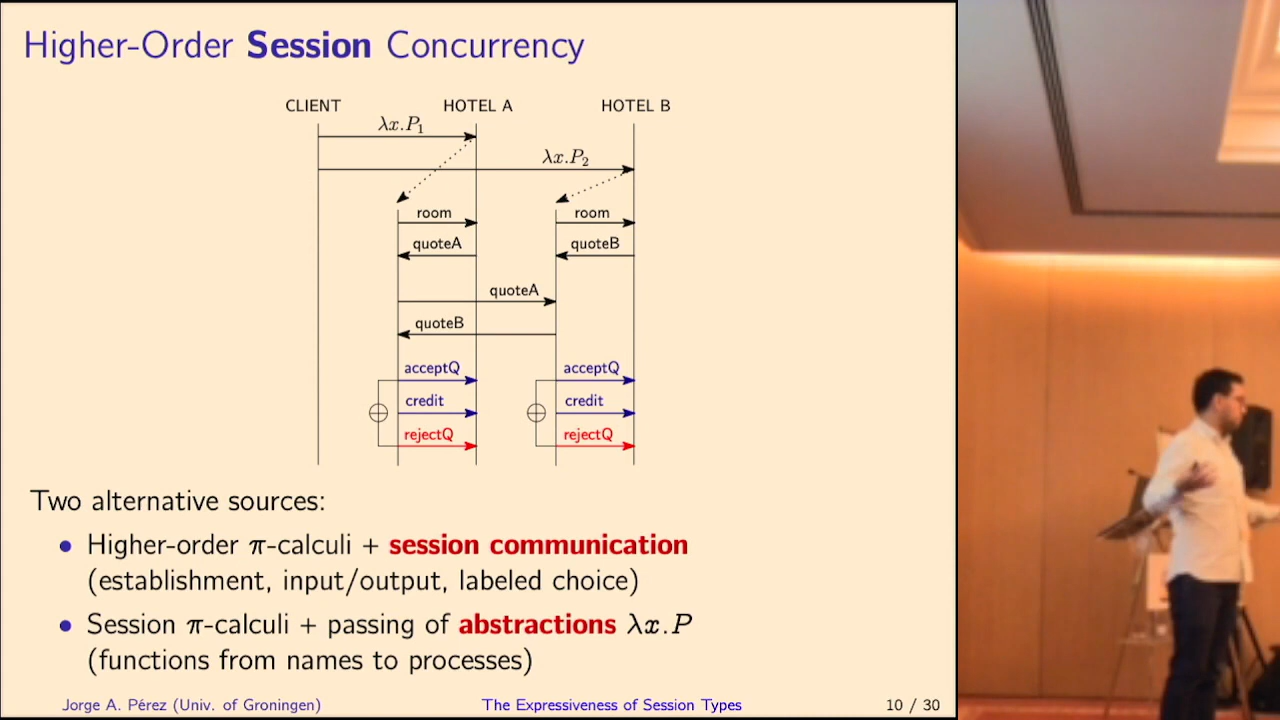 Higher-Order Session Concurrency
CLIENT HOTEL A HOTEL B
λx.P₁
λx.P₂
room room
quoteA quoteB
quoteA
quoteB
acceptQ acceptQ
credit credit
rejectQ rejectQ
Two alternative sources:
• Higher-order π-calculi + session communication
(establishment, input/output, labeled choice)
• Session π-calculi + passing of abstractions λx.P
(functions from names to processes)
Jorge A. Pérez (Univ. of Groningen) The Expressiveness of Session Types 10 / 30